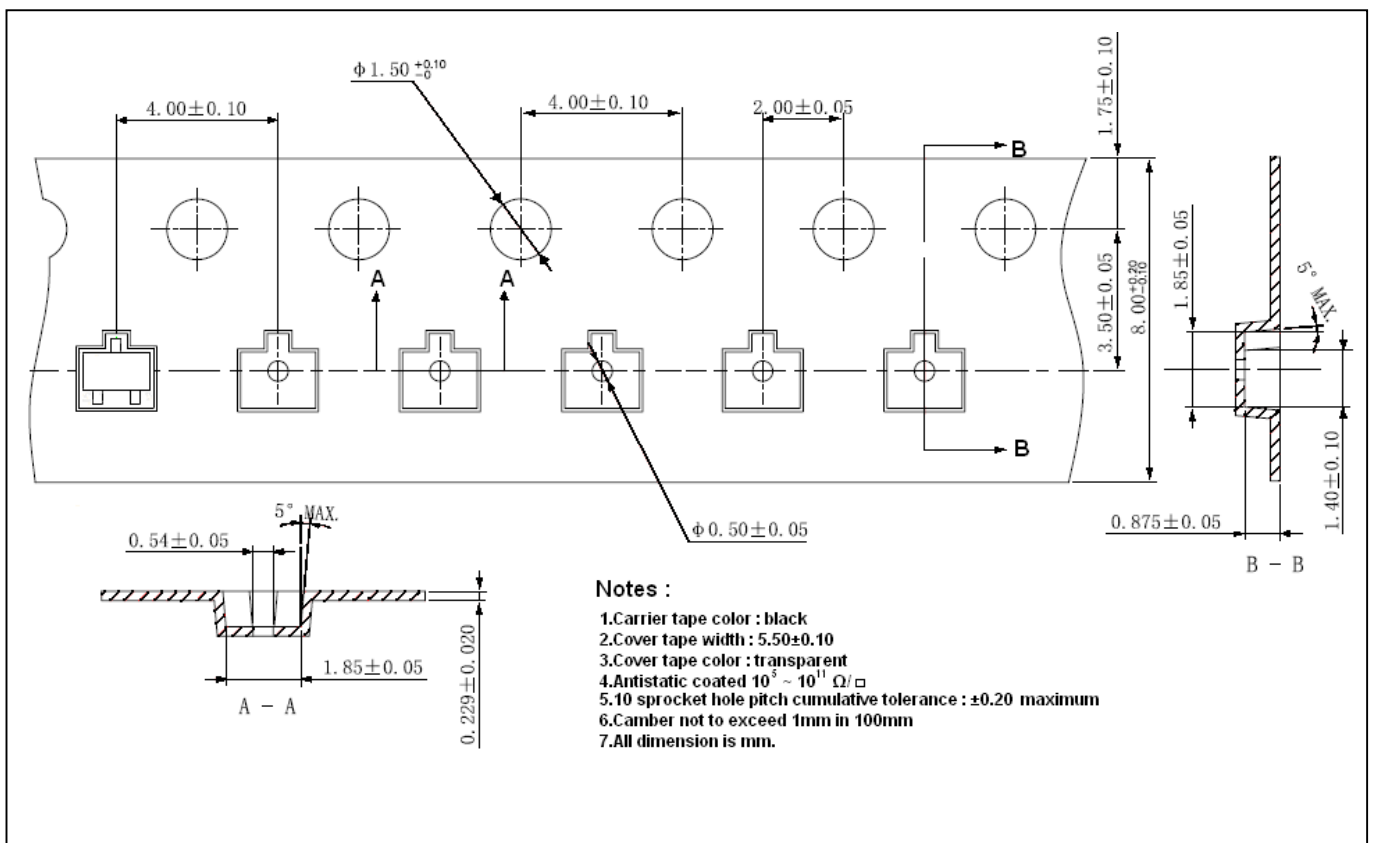 φ1.50 +0.10 -0
4.00±0.10
4.00±0.10
2.00±0.05
1.75±0.10
B
A
A
3.50±0.05
8.00 +0.20 -0.10
1.85±0.05
5° MAX.
B
1.40±0.10
0.875±0.05
B - B
5° MAX.
0.54±0.05
φ0.50±0.05
1.85±0.05
0.229±0.020
A - A
Notes :
1.Carrier tape color : black
2.Cover tape width : 5.50±0.10
3.Cover tape color : transparent
4.Antistatic coated 10⁵ ~ 10¹¹ Ω/□
5.10 sprocket hole pitch cumulative tolerance : ±0.20 maximum
6.Camber not to exceed 1mm in 100mm
7.All dimension is mm.